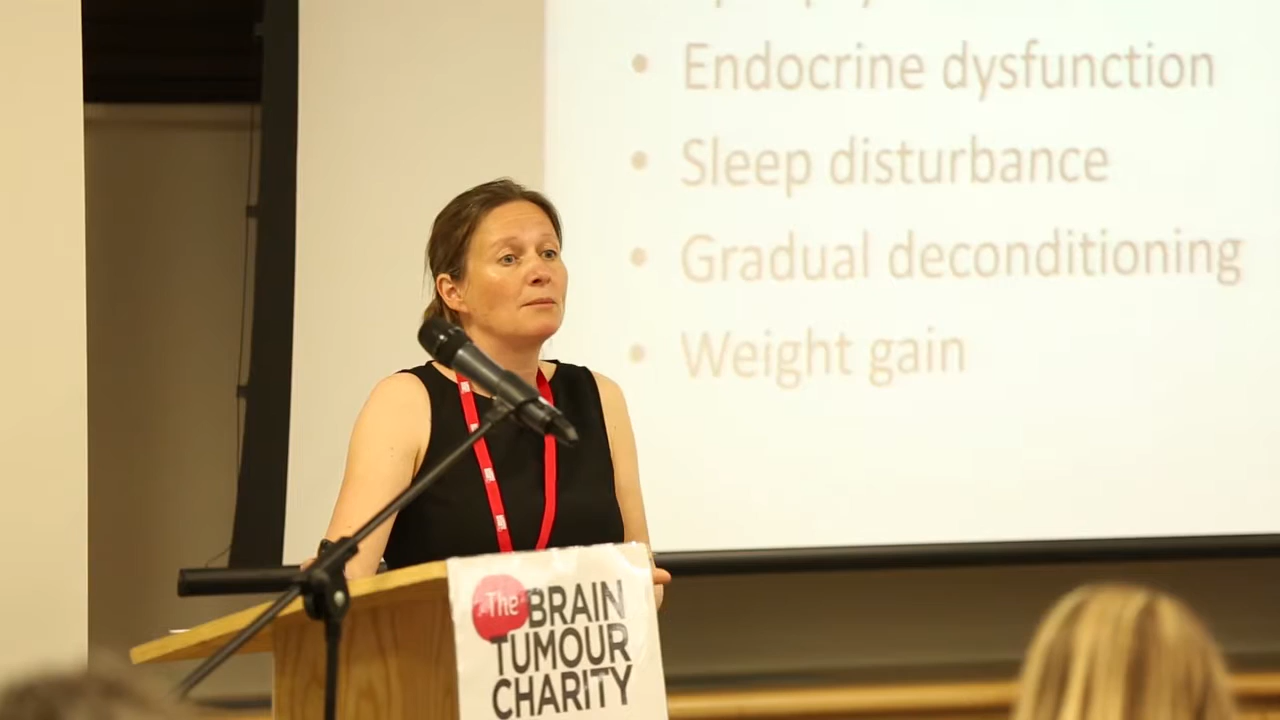 • Endocrine dysfunction
• Sleep disturbance
• Gradual deconditioning
• Weight gain
The BRAIN
TUMOUR
CHARITY